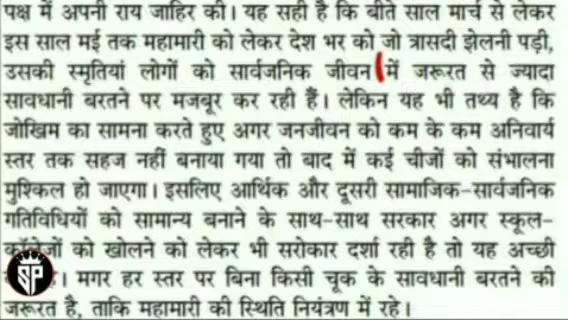 पक्ष में अपनी राय जाहिर की। यह सही है कि बीते साल मार्च से लेकर
इस साल मई तक महामारी को लेकर देश भर को जो त्रासदी झेलनी पड़ी,
उसकी स्मृतियां लोगों को सार्वजनिक जीवन में जरूरत से ज्यादा
सावधानी बरतने पर मजबूर कर रही हैं। लेकिन यह भी तथ्य है कि
जोखिम का सामना करते हुए अगर जनजीवन को कम के कम अनिवार्य
स्तर तक सहज नहीं बनाया गया तो बाद में कई चीजों को संभालना
मुश्किल हो जाएगा। इसलिए आर्थिक और दूसरी सामाजिक-सार्वजनिक
गतिविधियों को सामान्य बनाने के साथ-साथ सरकार अगर स्कूल-
कॉलेजों को खोलने को लेकर भी सरोकार दर्शा रही है तो यह अच्छी
है। मगर हर स्तर पर बिना किसी चूक के सावधानी बरतने की
जरूरत है, ताकि महामारी की स्थिति नियंत्रण में रहे।
SP